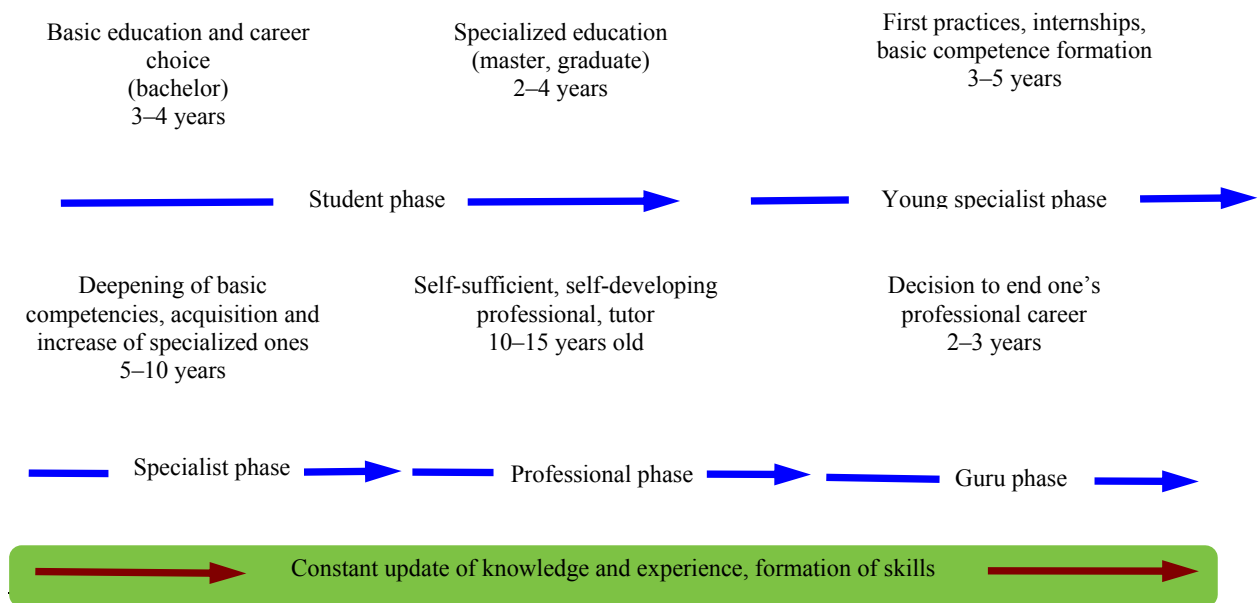 Basic education and career
choice
(bachelor)
3–4 years
Specialized education
(master, graduate)
2–4 years
First practices, internships,
basic competence formation
3–5 years
Student phase
Young specialist phase
Deepening of basic
competencies, acquisition and
increase of specialized ones
5–10 years
Self-sufficient, self-developing
professional, tutor
10–15 years old
Decision to end one’s
professional career
2–3 years
Specialist phase
Professional phase
Guru phase
Constant update of knowledge and experience, formation of skills